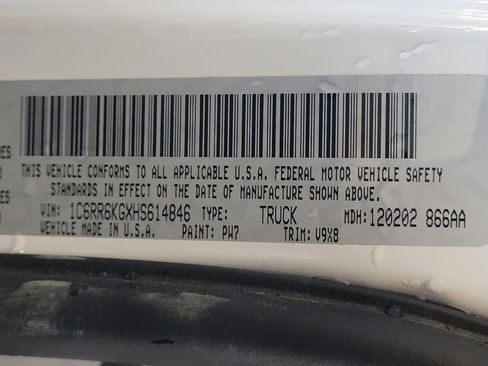 THIS VEHICLE CONFORMS TO ALL APPLICABLE U.S.A. FEDERAL MOTOR VEHICLE SAFETY
STANDARDS IN EFFECT ON THE DATE OF MANUFACTURE SHOWN ABOVE.
VIN: 1C6RR6KGXHS614846 TYPE: TRUCK MDH: 120202 866AA
VEHICLE MADE IN U.S.A. PAINT: PW7 TRIM: V9X8